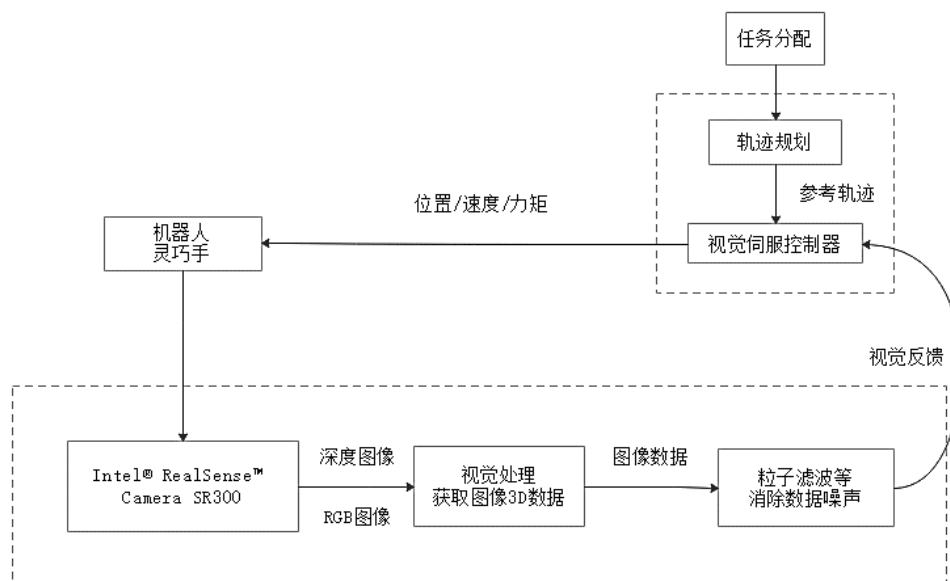 任务分配
轨迹规划
参考轨迹
位置/速度/力矩
机器人
灵巧手
视觉伺服控制器
视觉反馈
深度图像
图像数据
Intel® RealSense™
Camera SR300
视觉处理
获取图像3D数据
粒子滤波等
消除数据噪声
RGB图像